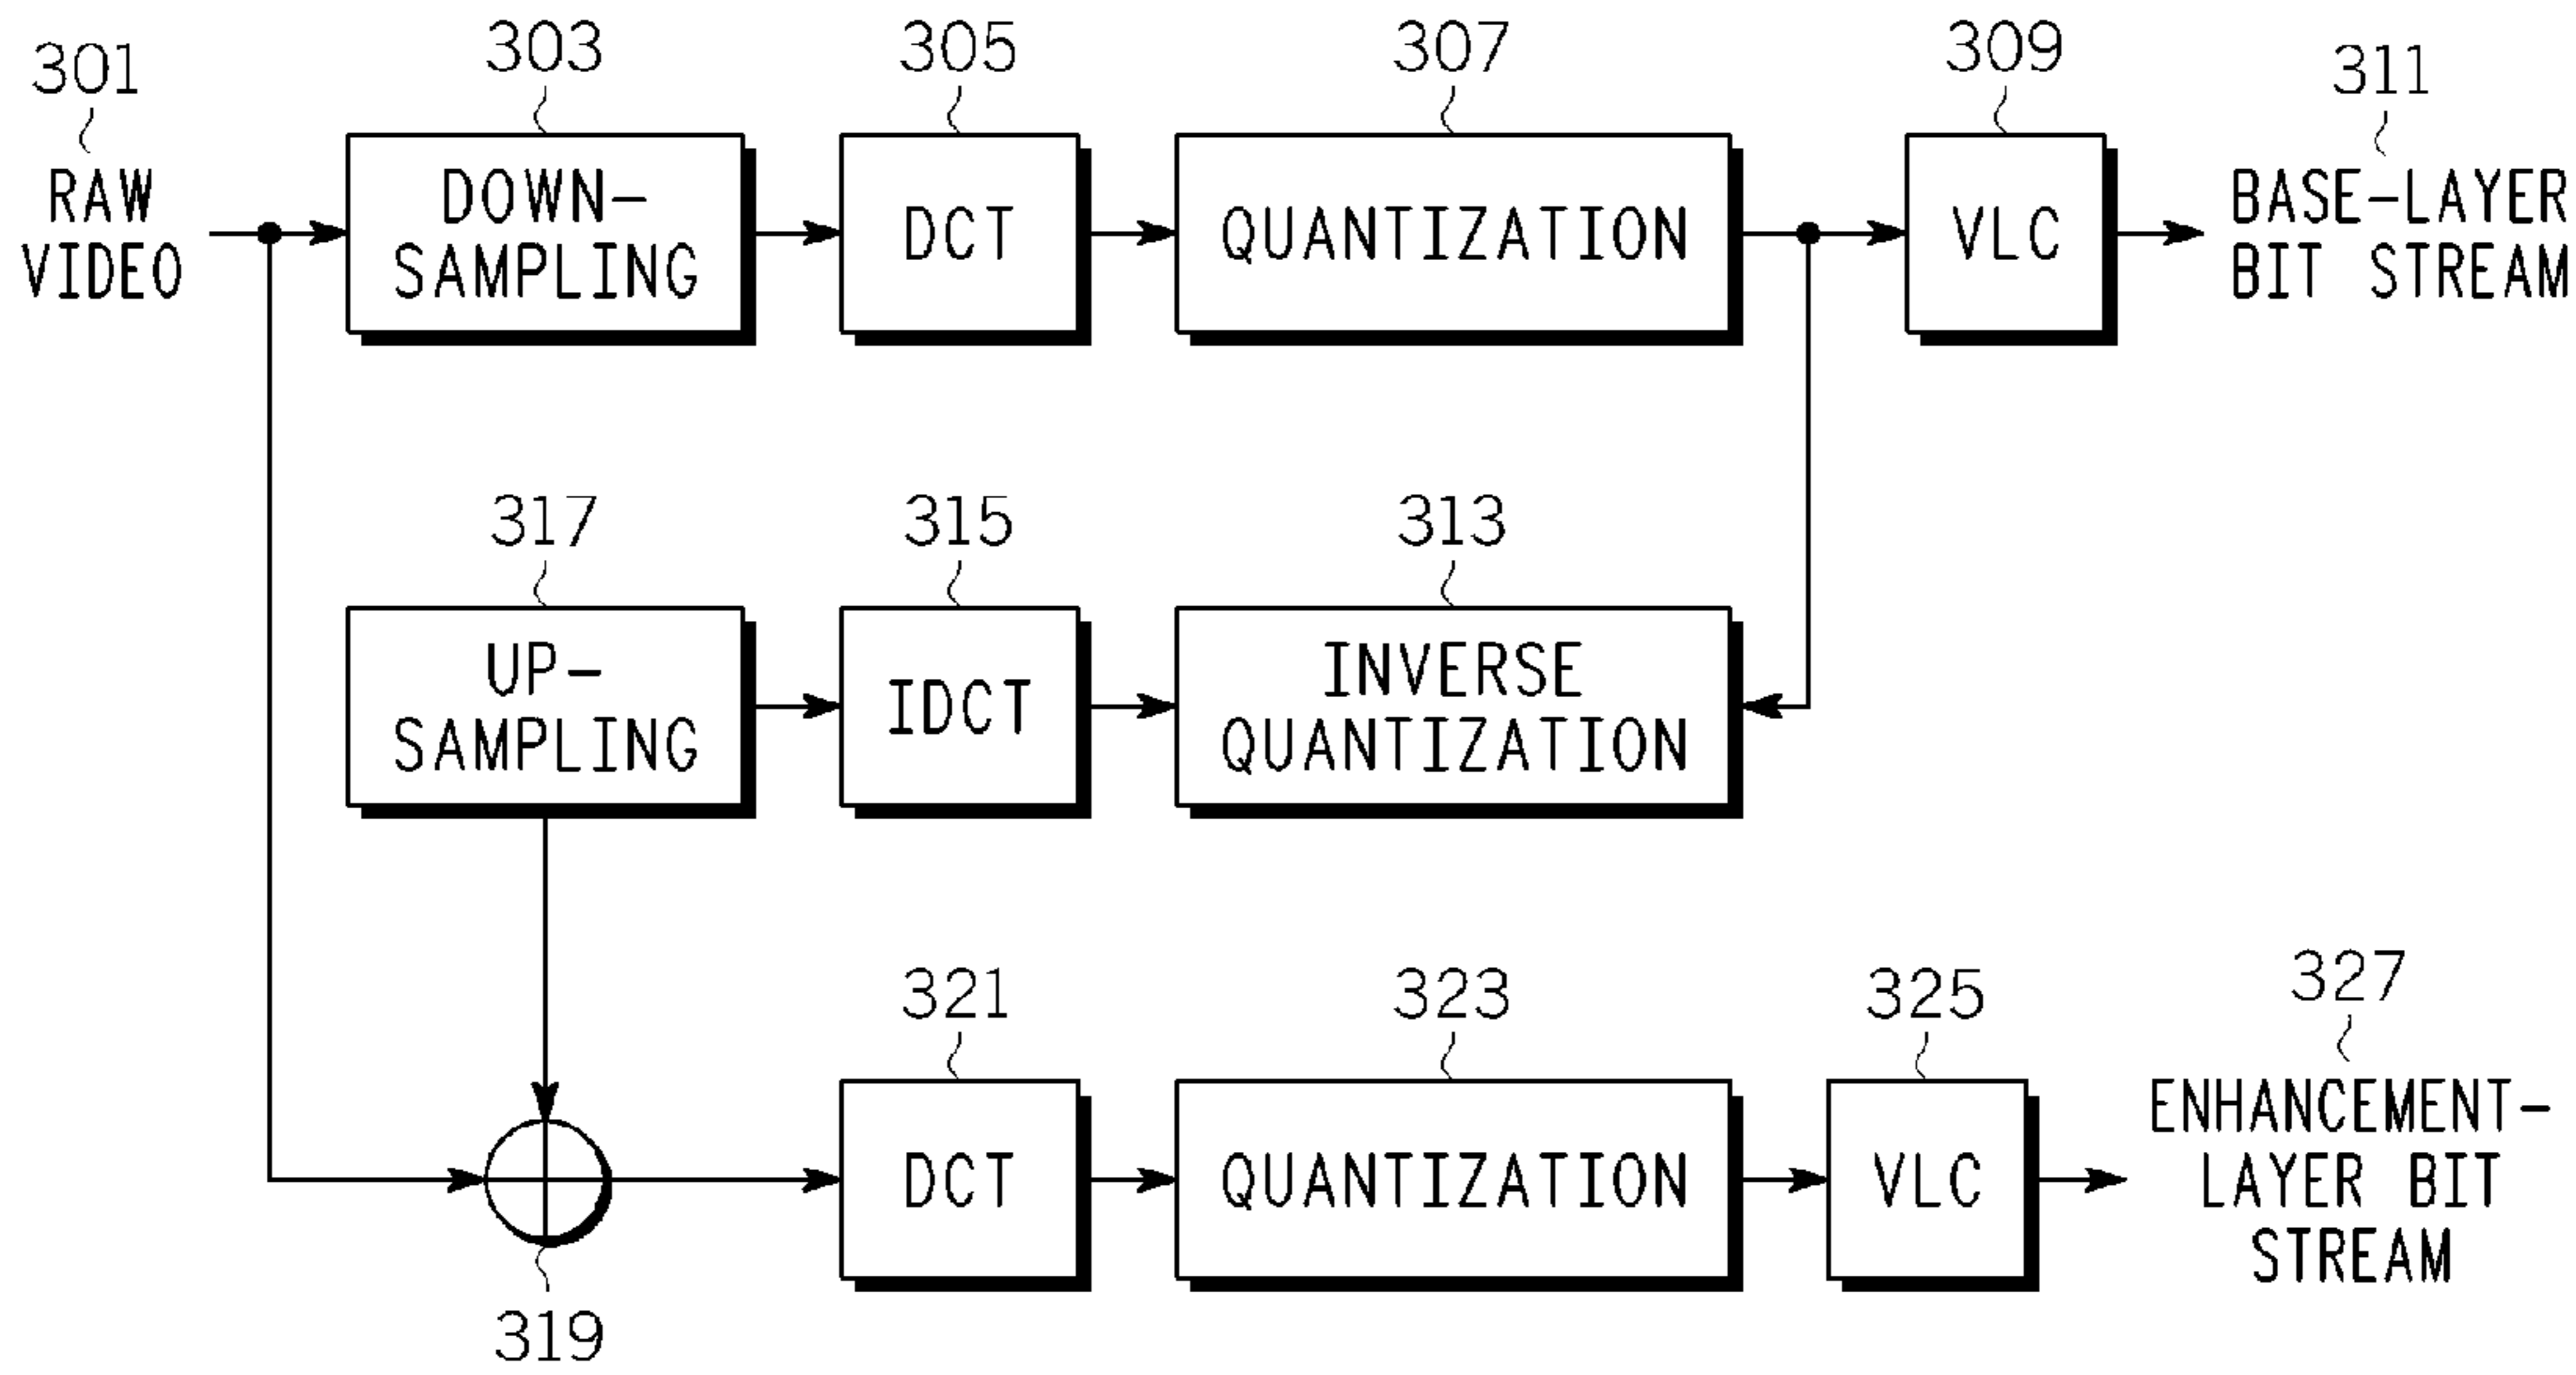 301
303
305
307
309
311
RAW
VIDEO
DOWN-
SAMPLING
DCT
QUANTIZATION
VLC
BASE-LAYER
BIT STREAM
317
315
313
UP-
SAMPLING
IDCT
INVERSE
QUANTIZATION
321
323
325
327
DCT
QUANTIZATION
VLC
ENHANCEMENT-
LAYER BIT
STREAM
319